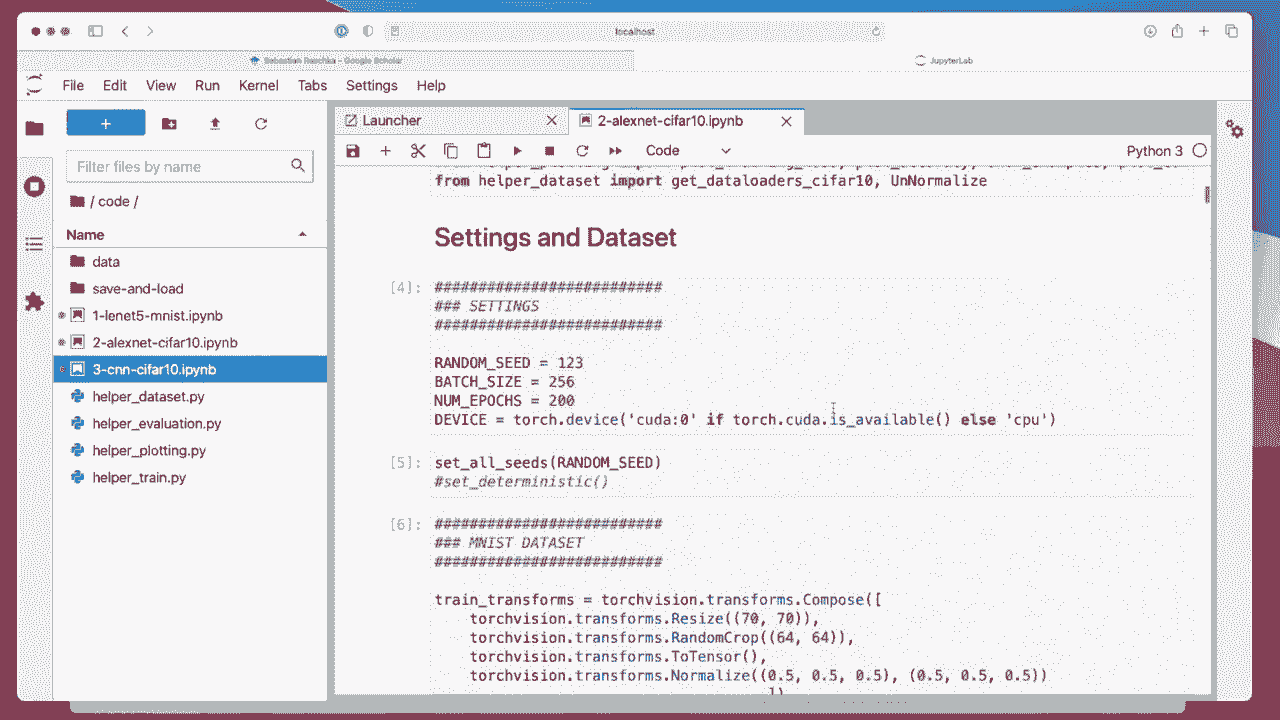 localhost
Sebastian Raschka - Google Scholar
JupyterLab
File Edit View Run Kernel Tabs Settings Help
Launcher
2-alexnet-cifar10.ipynb
Filter files by name
Code
Python 3
/ code /
Name
data
save-and-load
1-lenet5-mnist.ipynb
2-alexnet-cifar10.ipynb
3-cnn-cifar10.ipynb
helper_dataset.py
helper_evaluation.py
helper_plotting.py
helper_train.py
from helper_dataset import get_dataloaders_cifar10, UnNormalize
Settings and Dataset
[4]: ##########################
### SETTINGS
##########################
RANDOM_SEED = 123
BATCH_SIZE = 256
NUM_EPOCHS = 200
DEVICE = torch.device('cuda:0' if torch.cuda.is_available() else 'cpu')
[5]: set_all_seeds(RANDOM_SEED)
#set_deterministic()
[6]: ##########################
### MNIST DATASET
##########################
train_transforms = torchvision.transforms.Compose([
torchvision.transforms.Resize((70, 70)),
torchvision.transforms.RandomCrop((64, 64)),
torchvision.transforms.ToTensor(),
torchvision.transforms.Normalize((0.5, 0.5, 0.5), (0.5, 0.5, 0.5))
])